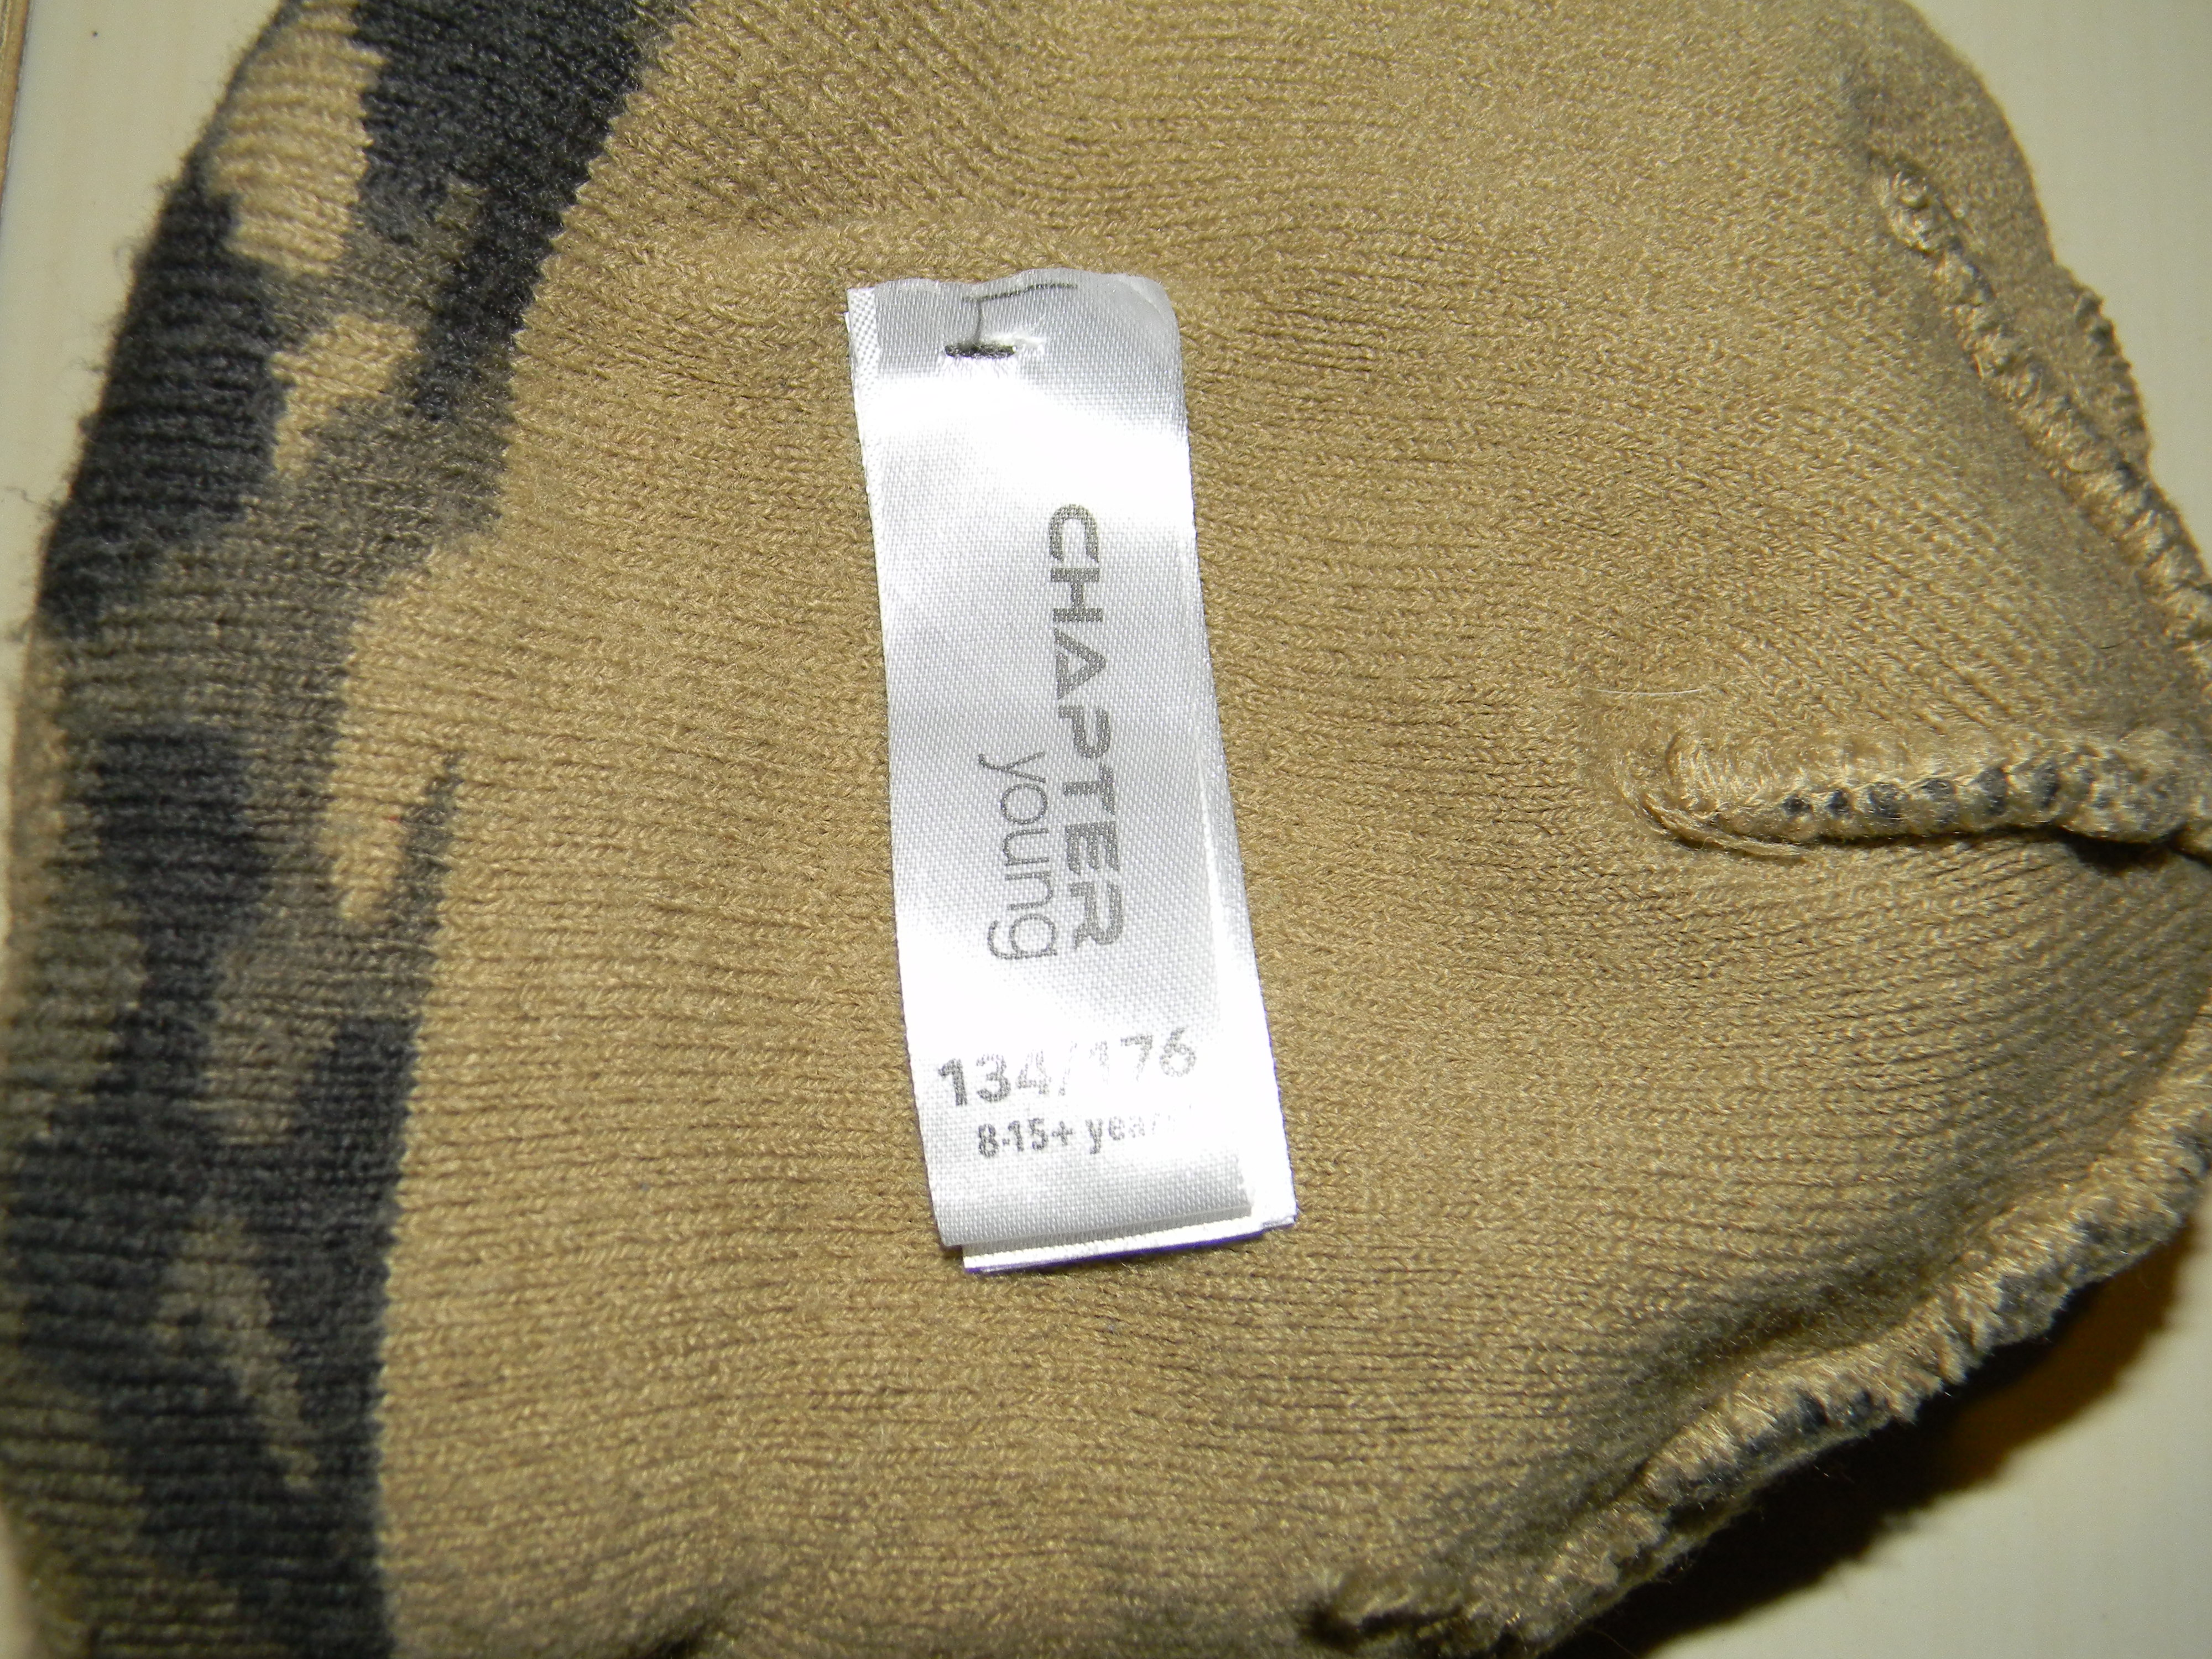 CHAPTER
young
134/176
8-15+ years